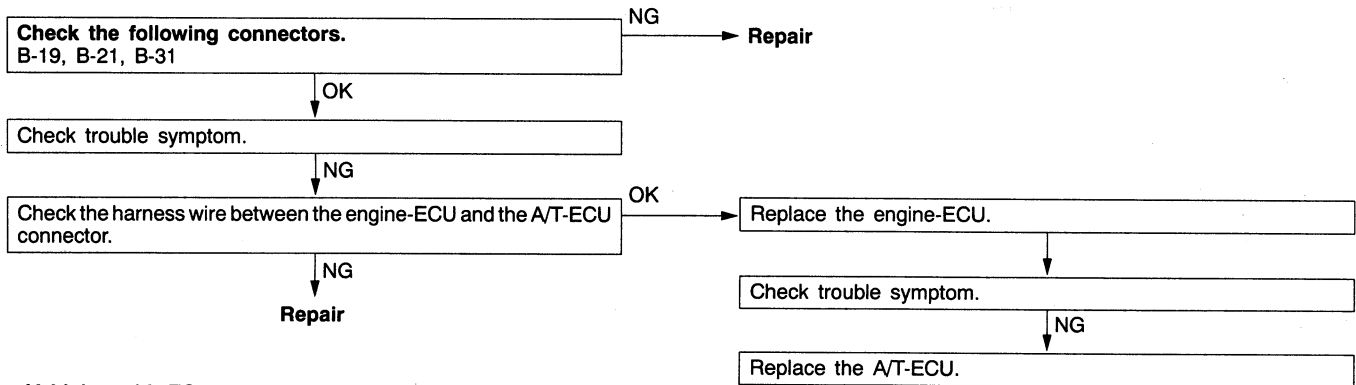 Check the following connectors.
B-19, B-21, B-31
NG
Repair
OK
Check trouble symptom.
NG
Check the harness wire between the engine-ECU and the A/T-ECU
connector.
OK
NG
Repair
Replace the engine-ECU.
Check trouble symptom.
NG
Replace the A/T-ECU.